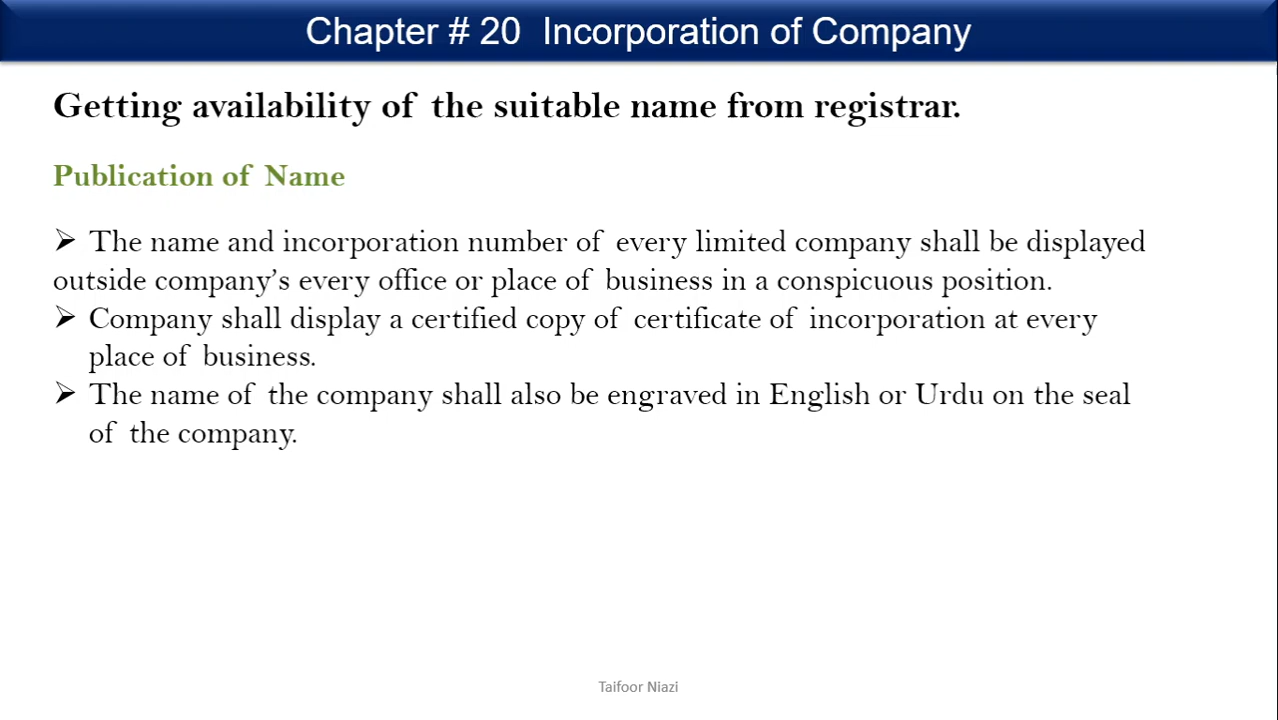 Chapter # 20 Incorporation of Company
Getting availability of the suitable name from registrar.
Publication of Name
➢ The name and incorporation number of every limited company shall be displayed
outside company’s every office or place of business in a conspicuous position.
➢ Company shall display a certified copy of certificate of incorporation at every
place of business.
➢ The name of the company shall also be engraved in English or Urdu on the seal
of the company.
Taifoor Niazi